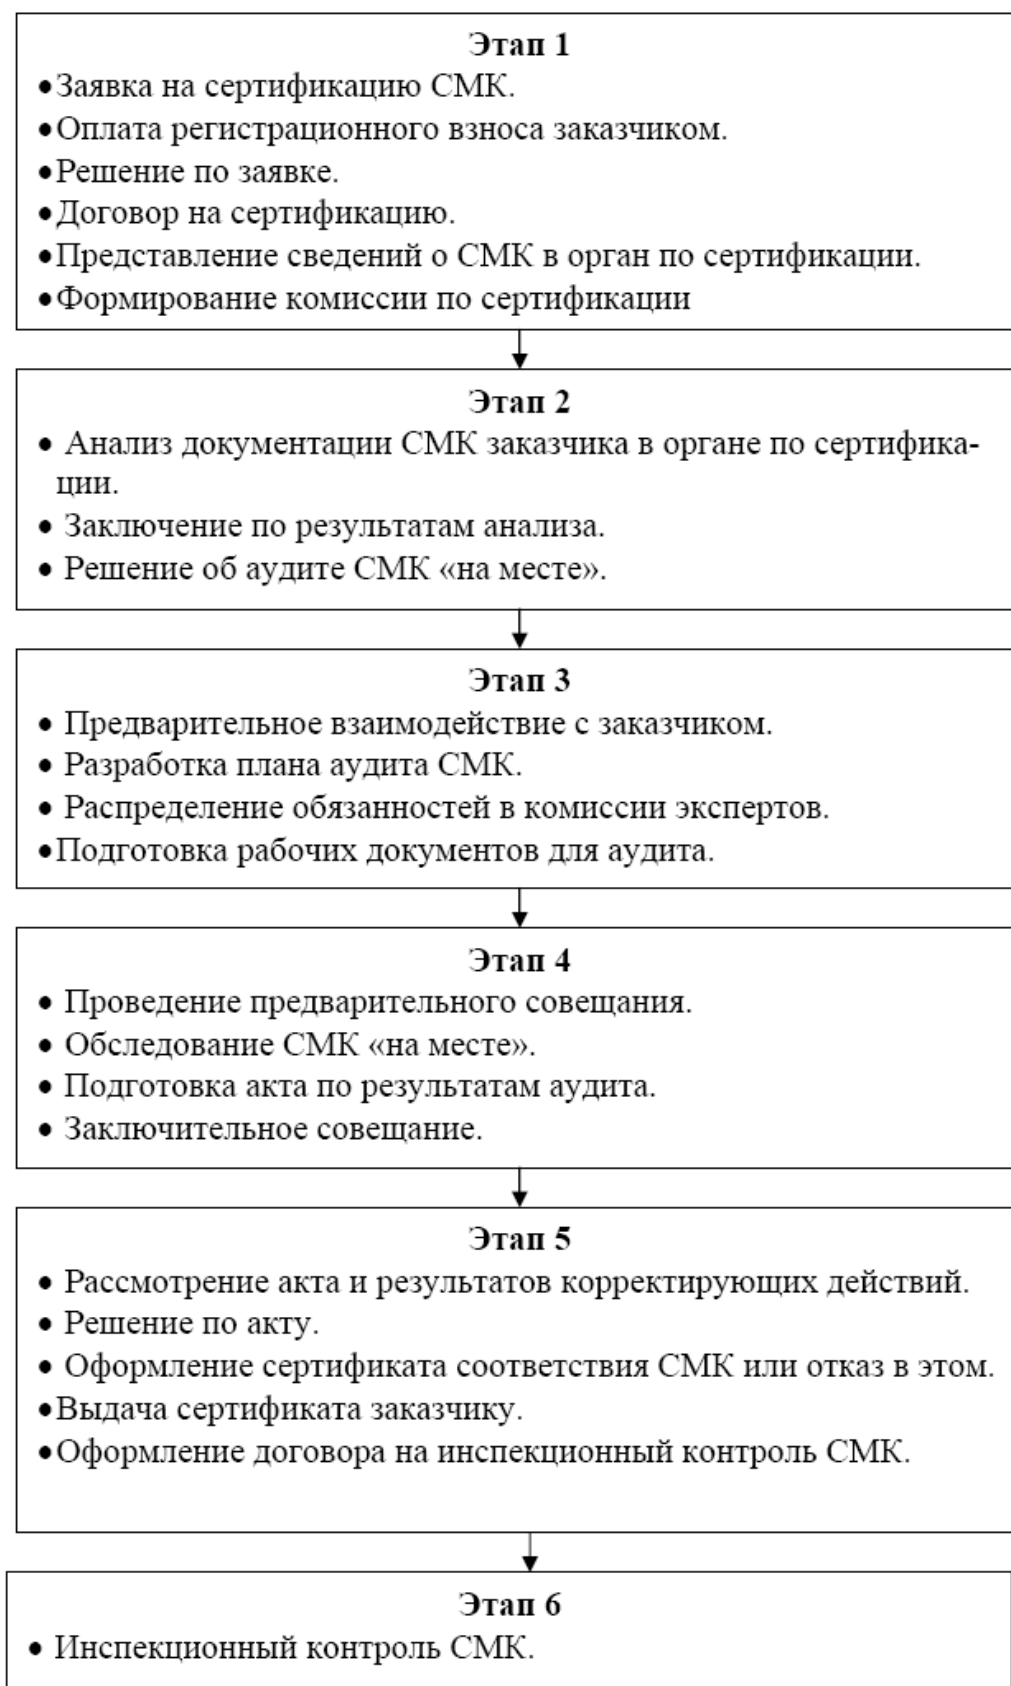 Этап 1
•Заявка на сертификацию СМК.
•Оплата регистрационного взноса заказчиком.
•Решение по заявке.
•Договор на сертификацию.
•Представление сведений о СМК в орган по сертификации.
•Формирование комиссии по сертификации
Этап 2
• Анализ документации СМК заказчика в органе по сертифика-
ции.
• Заключение по результатам анализа.
• Решение об аудите СМК «на месте».
Этап 3
• Предварительное взаимодействие с заказчиком.
• Разработка плана аудита СМК.
• Распределение обязанностей в комиссии экспертов.
•Подготовка рабочих документов для аудита.
Этап 4
• Проведение предварительного совещания.
• Обследование СМК «на месте».
• Подготовка акта по результатам аудита.
• Заключительное совещание.
Этап 5
• Рассмотрение акта и результатов корректирующих действий.
• Решение по акту.
• Оформление сертификата соответствия СМК или отказ в этом.
•Выдача сертификата заказчику.
•Оформление договора на инспекционный контроль СМК.
Этап 6
• Инспекционный контроль СМК.